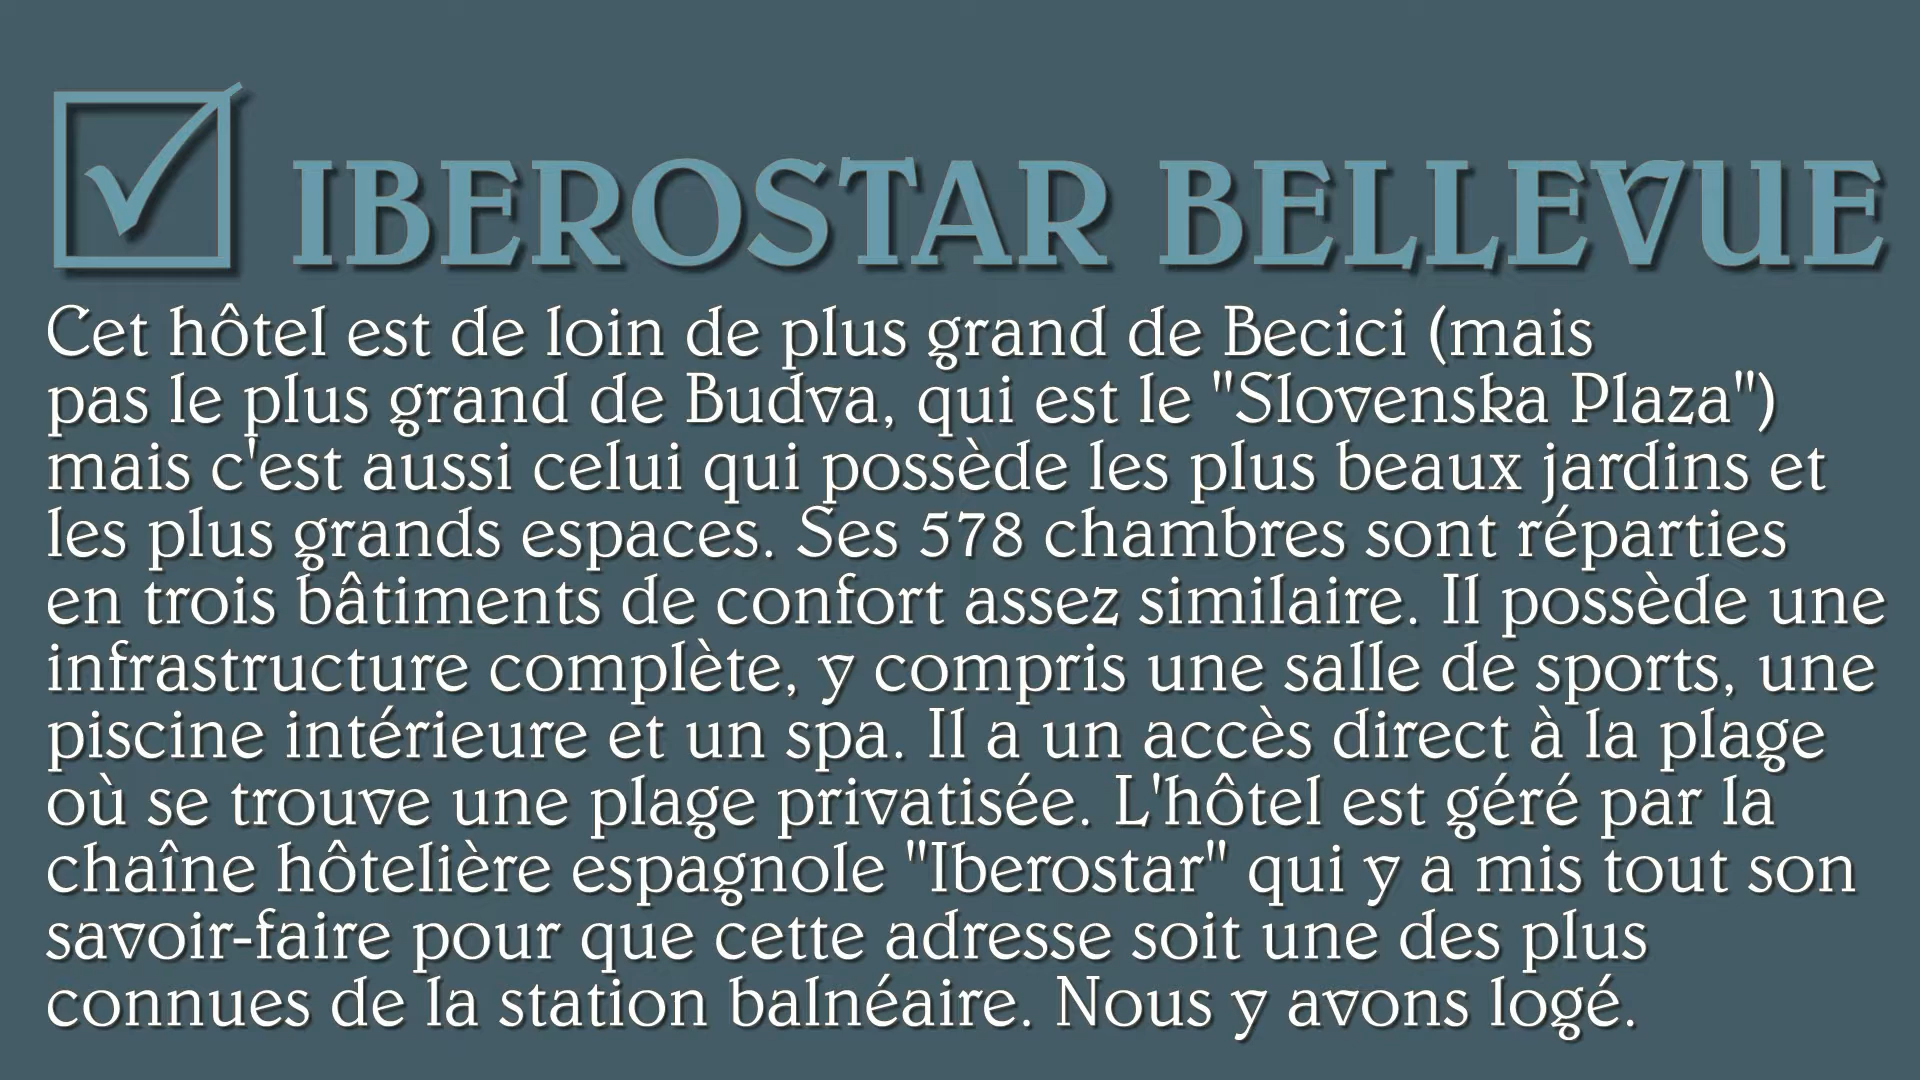 IBEROSTAR BELLEVUE
Cet hôtel est de loin de plus grand de Becici (mais
pas le plus grand de Budva, qui est le "Slovenska Plaza")
mais c'est aussi celui qui possède les plus beaux jardins et
les plus grands espaces. Ses 578 chambres sont réparties
en trois bâtiments de confort assez similaire. Il possède une
infrastructure complète, y compris une salle de sports, une
piscine intérieure et un spa. Il a un accès direct à la plage
où se trouve une plage privatisée. L'hôtel est géré par la
chaîne hôtelière espagnole "Iberostar" qui y a mis tout son
savoir-faire pour que cette adresse soit une des plus
connues de la station balnéaire. Nous y avons logé.